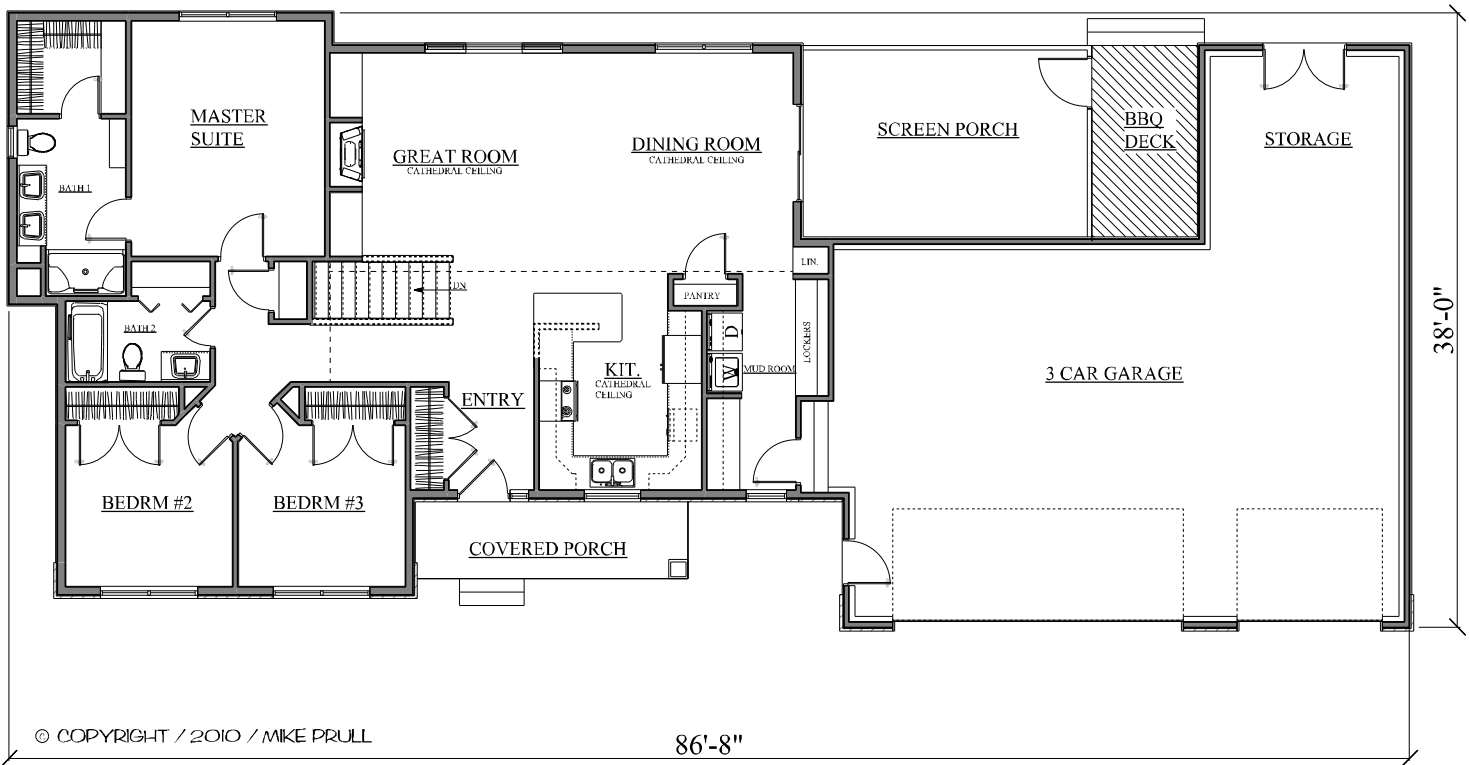 MASTER
SUITE
BATH 1
GREAT ROOM
CATHEDRAL CEILING
DINING ROOM
CATHEDRAL CEILING
SCREEN PORCH
BBQ
DECK
STORAGE
LIN.
DN
PANTRY
BATH 2
D
W
MUD ROOM
LOCKERS
KIT.
CATHEDRAL
CEILING
ENTRY
3 CAR GARAGE
38'-0"
BEDRM #2
BEDRM #3
COVERED PORCH
© COPYRIGHT / 2010 / MIKE PRULL
86'-8"